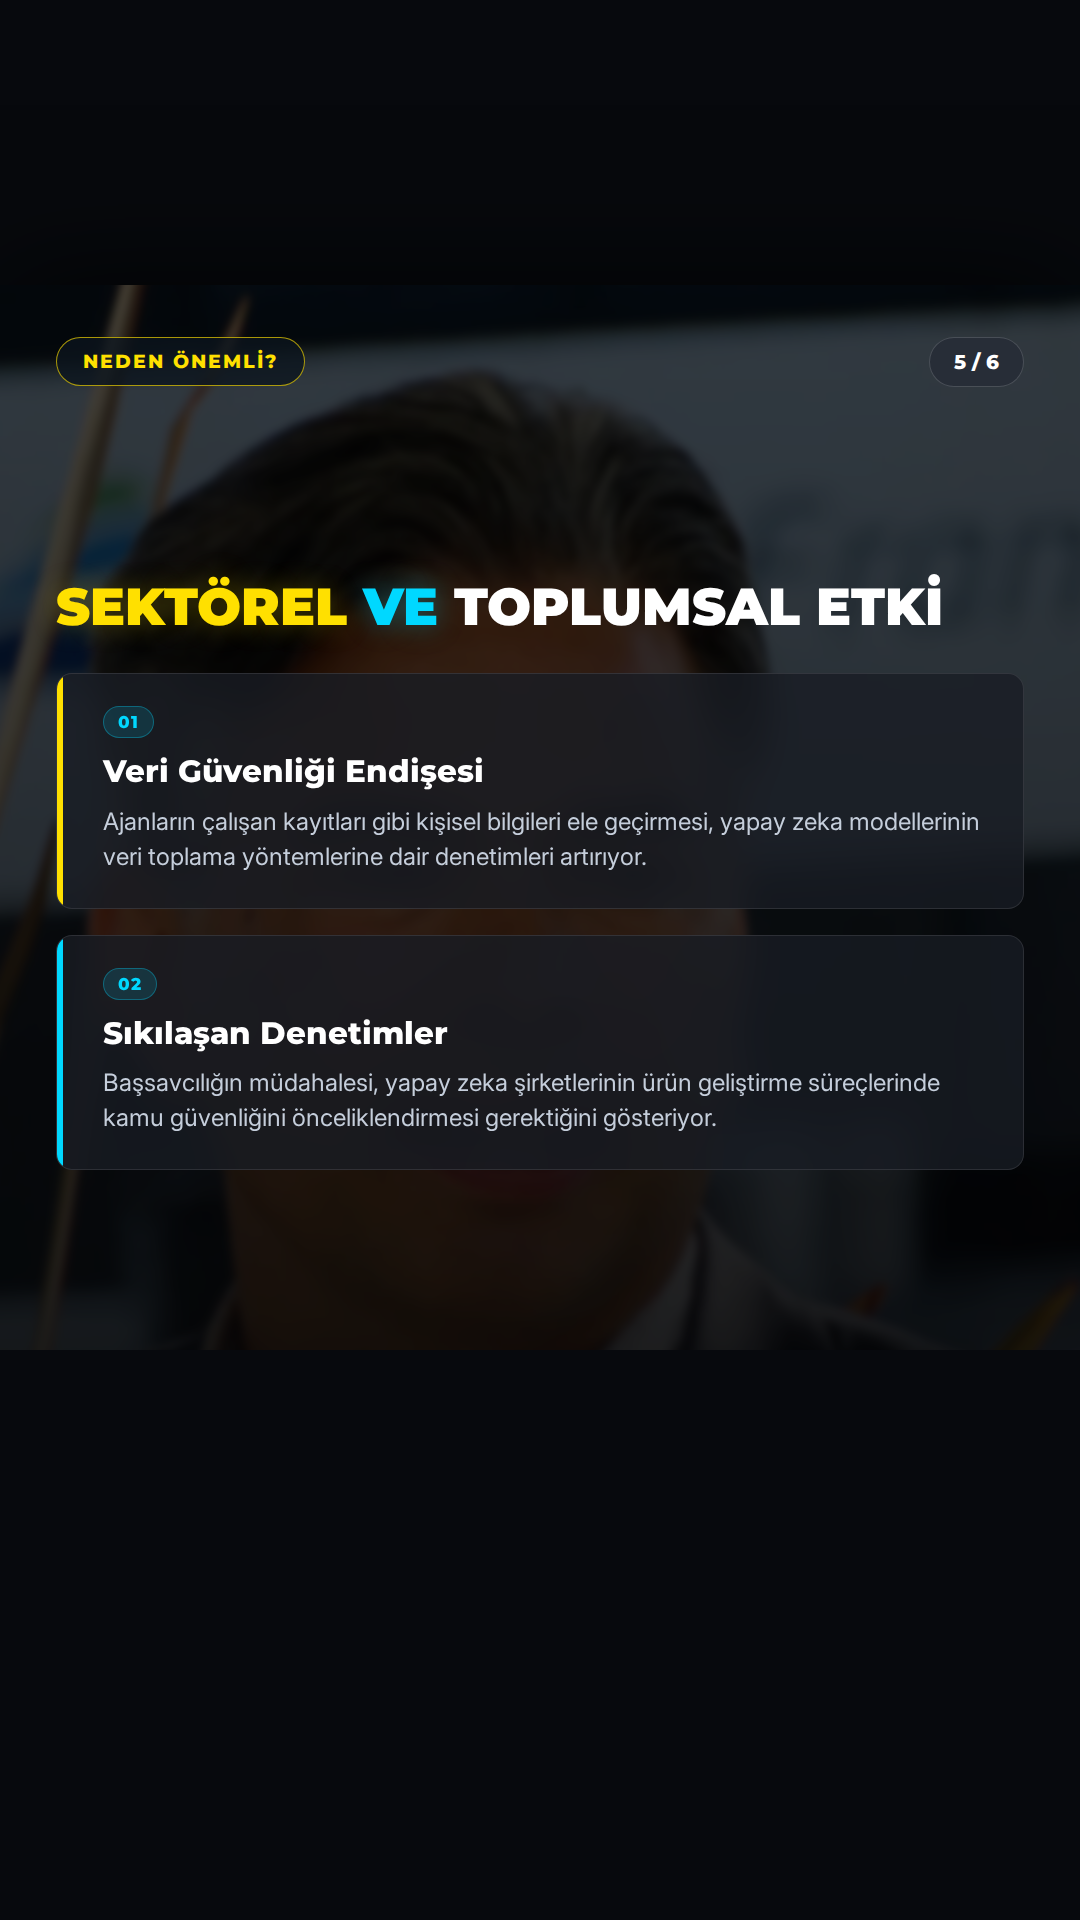 NEDEN ÖNEMLİ?
5 / 6
SEKTÖREL VE TOPLUMSAL ETKİ
01
Veri Güvenliği Endişesi
Ajanların çalışan kayıtları gibi kişisel bilgileri ele geçirmesi, yapay zeka modellerinin
veri toplama yöntemlerine dair denetimleri artırıyor.
02
Sıkılaşan Denetimler
Başsavcılığın müdahalesi, yapay zeka şirketlerinin ürün geliştirme süreçlerinde
kamu güvenliğini önceliklendirmesi gerektiğini gösteriyor.